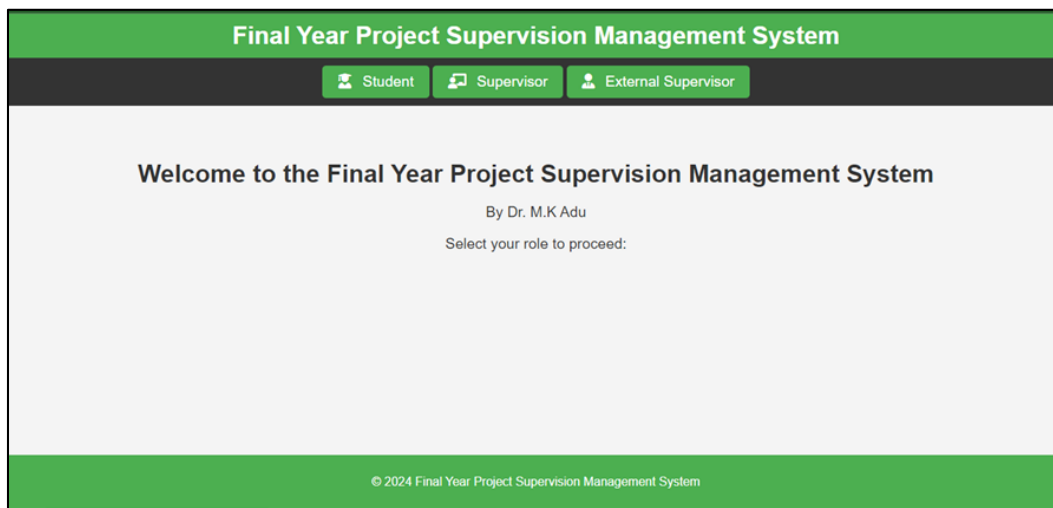 Final Year Project Supervision Management System
Student Supervisor External Supervisor
Welcome to the Final Year Project Supervision Management System
By Dr. M.K Adu
Select your role to proceed:
© 2024 Final Year Project Supervision Management System